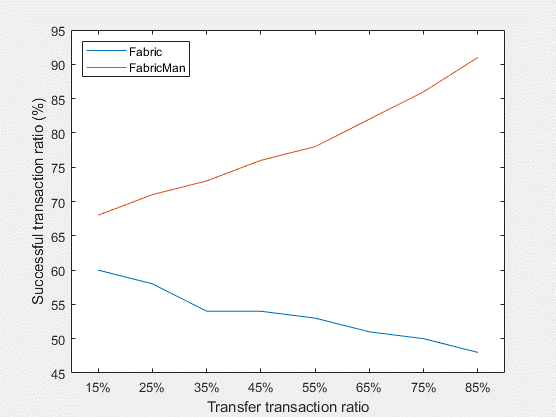 95
90
85
80
75
70
65
60
55
50
45
Successful transaction ratio (%)
Fabric
FabricMan
15% 25% 35% 45% 55% 65% 75% 85%
Transfer transaction ratio